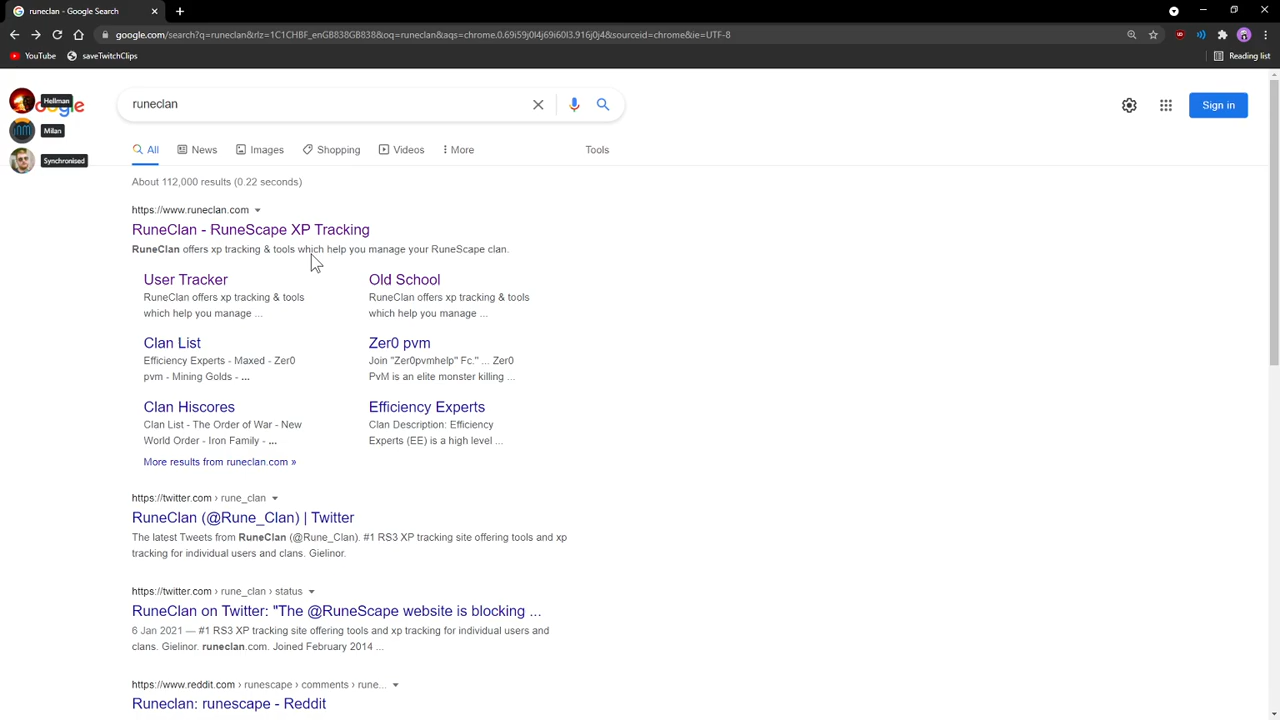 runeclan - Google Search
google.com/search?q=runeclan&rlz=1C1CHBF_enGB838GB838&oq=runeclan&aqs=chrome.0.69i59j0l4j69i60l3.916j0j4&sourceid=chrome&ie=UTF-8
YouTube saveTwitchClips Reading list
Hellman
Milan
Synchronised
runeclan
Sign in
All News Images Shopping Videos More Tools
About 112,000 results (0.22 seconds)
https://www.runeclan.com
RuneClan - RuneScape XP Tracking
RuneClan offers xp tracking & tools which help you manage your RuneScape clan.
User Tracker
RuneClan offers xp tracking & tools
which help you manage ...
Old School
RuneClan offers xp tracking & tools
which help you manage ...
Clan List
Efficiency Experts - Maxed - Zer0
pvm - Mining Golds - ...
Zer0 pvm
Join "Zer0pvmhelp" Fc." ... Zer0
PvM is an elite monster killing ...
Clan Hiscores
Clan List - The Order of War - New
World Order - Iron Family - ...
Efficiency Experts
Clan Description: Efficiency
Experts (EE) is a high level ...
More results from runeclan.com »
https://twitter.com › rune_clan
RuneClan (@Rune_Clan) | Twitter
The latest Tweets from RuneClan (@Rune_Clan). #1 RS3 XP tracking site offering tools and xp
tracking for individual users and clans. Gielinor.
https://twitter.com › rune_clan › status
RuneClan on Twitter: "The @RuneScape website is blocking ...
6 Jan 2021 — #1 RS3 XP tracking site offering tools and xp tracking for individual users and
clans. Gielinor. runeclan.com. Joined February 2014 ...
https://www.reddit.com › runescape › comments › rune...
Runeclan: runescape - Reddit